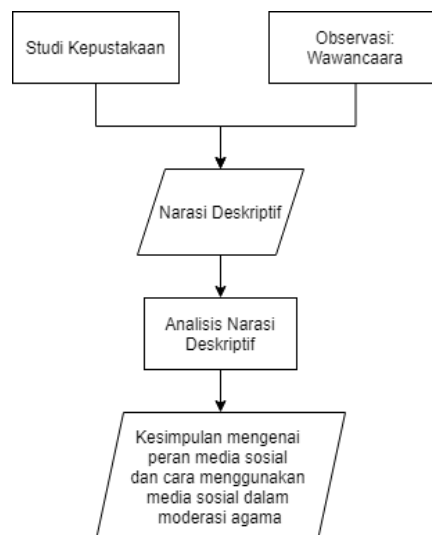 Studi Kepustakaan
Observasi:
Wawancaara
Narasi Deskriptif
Analisis Narasi
Deskriptif
Kesimpulan mengenai
peran media sosial
dan cara menggunakan
media sosial dalam
moderasi agama